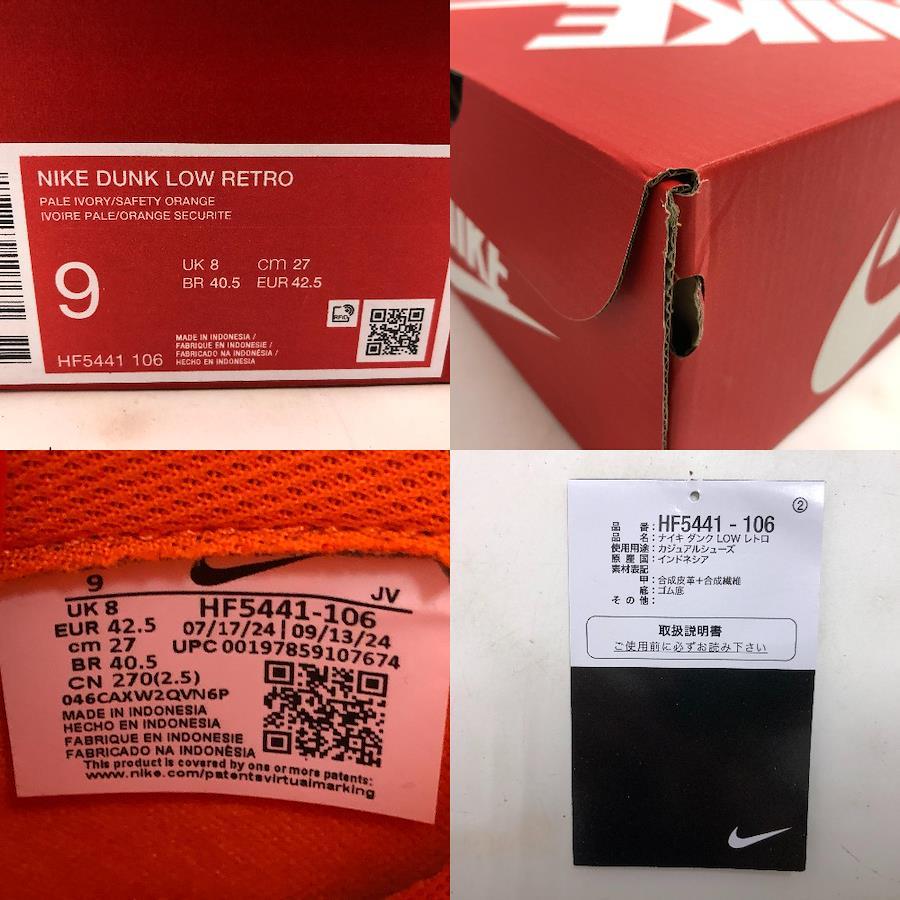 NIKE DUNK LOW RETRO
PALE IVORY/SAFETY ORANGE
IVOIRE PALE/ORANGE SECURITE
9
UK 8 cm 27
BR 40.5 EUR 42.5
RFID
MADE IN INDONESIA /
FABRIQUE EN INDONESIE /
FABRICADO NA INDONÉSIA /
HECHO EN INDONESIA
HF5441 106
NIKE
NIKE
9
JV
UK 8
EUR 42.5
cm 27
BR 40.5
CN 270(2.5)
HF5441-106
07/17/24 | 09/13/24
UPC 00197859107674
046CAXW2QVN6P
MADE IN INDONESIA
HECHO EN INDONESIA
FABRIQUE EN INDONESIE
FABRICADO NA INDONÉSIA
This product is covered by one or more patents:
www.nike.com/patentsvirtualmarking
②
品番:HF5441 - 106
品名:ナイキ ダンク LOW レトロ
使用用途:カジュアルシューズ
原産国:インドネシア
素材表記
甲:合成皮革+合成繊維
底:ゴム底
その他:
取扱説明書
ご使用前に必ずお読み下さい